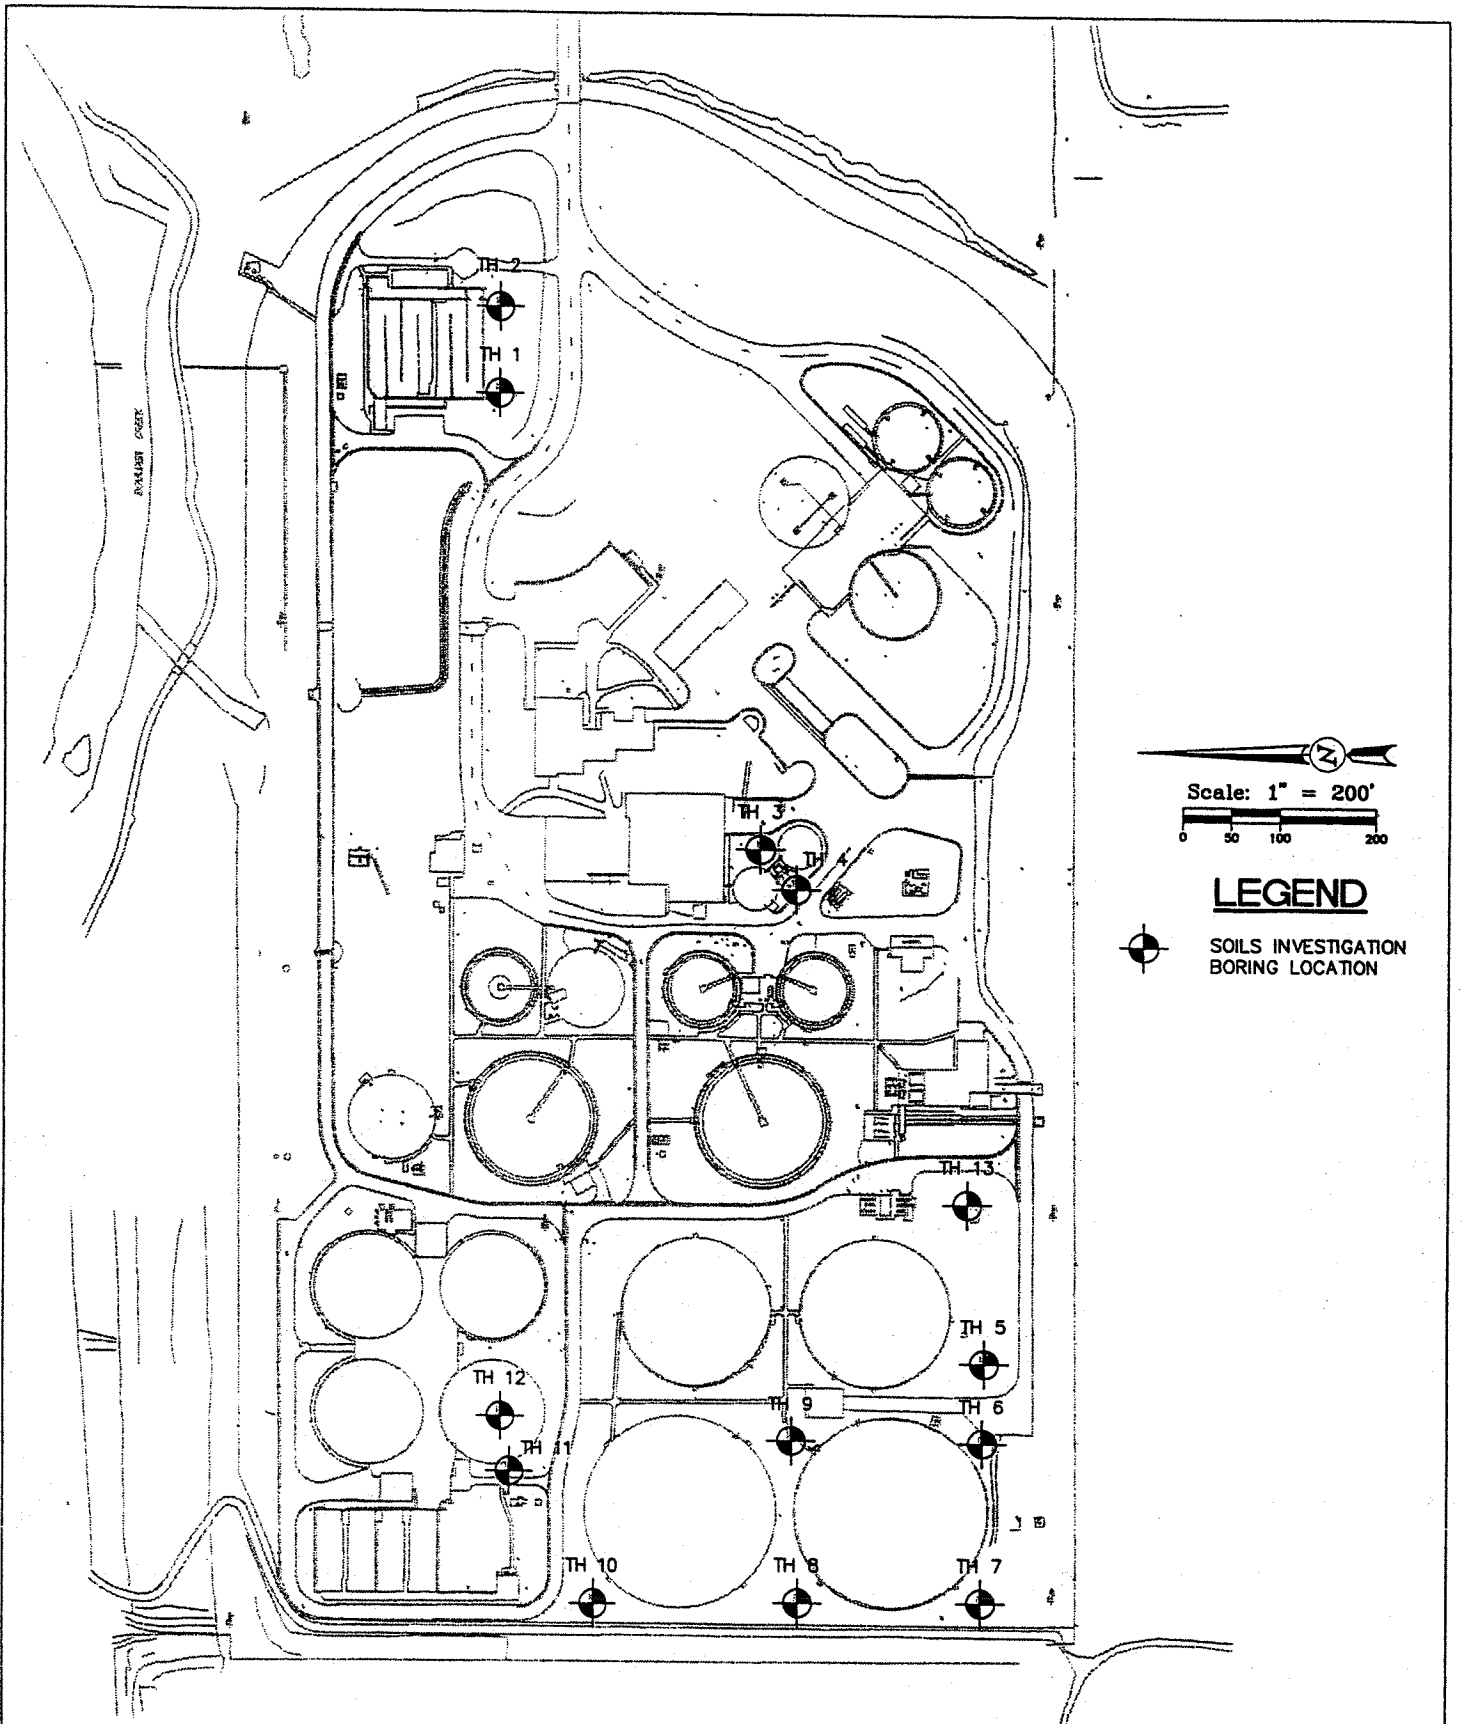 TH 2
TH 1
N
Scale: 1" = 200'
0 50 100 200
TH 3
TH 4
LEGEND
SOILS INVESTIGATION
BORING LOCATION
TH 13
TH 5
TH 12
TH 9
TH 6
TH 11
TH 10
TH 8
TH 7